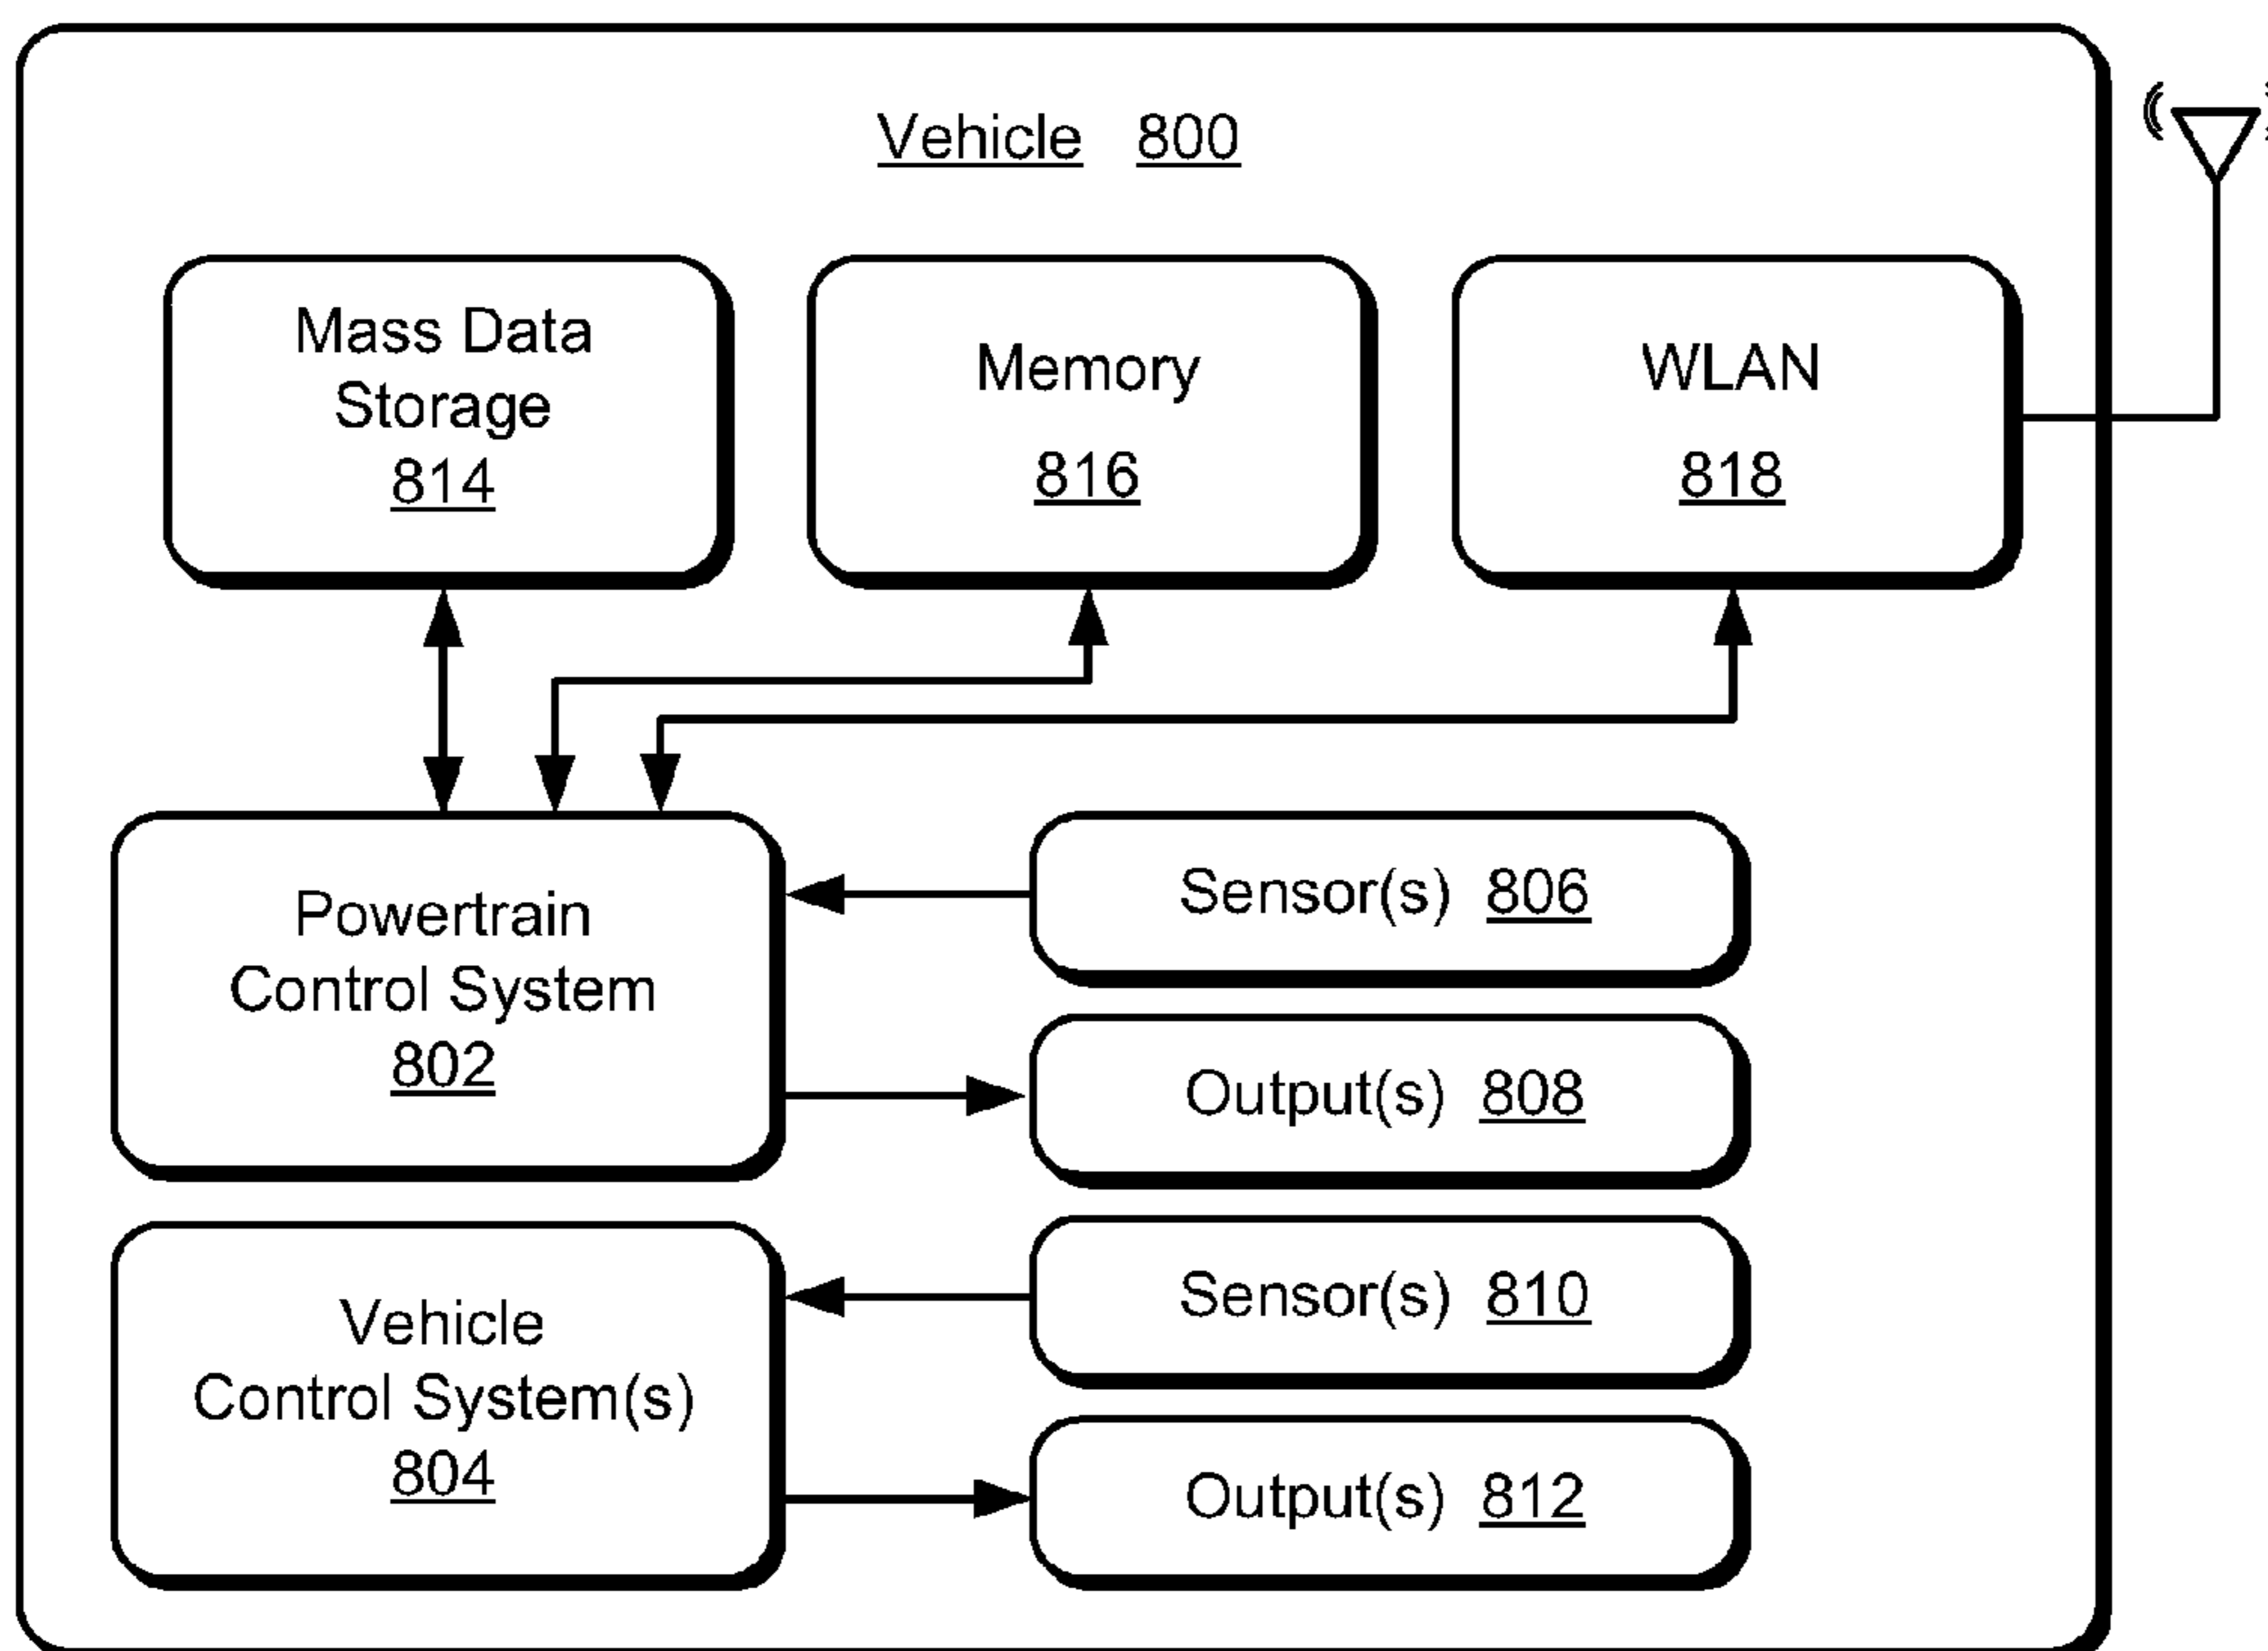 Vehicle 800
Mass Data
Storage
814
Memory
816
WLAN
818
Powertrain
Control System
802
Sensor(s) 806
Output(s) 808
Vehicle
Control System(s)
804
Sensor(s) 810
Output(s) 812